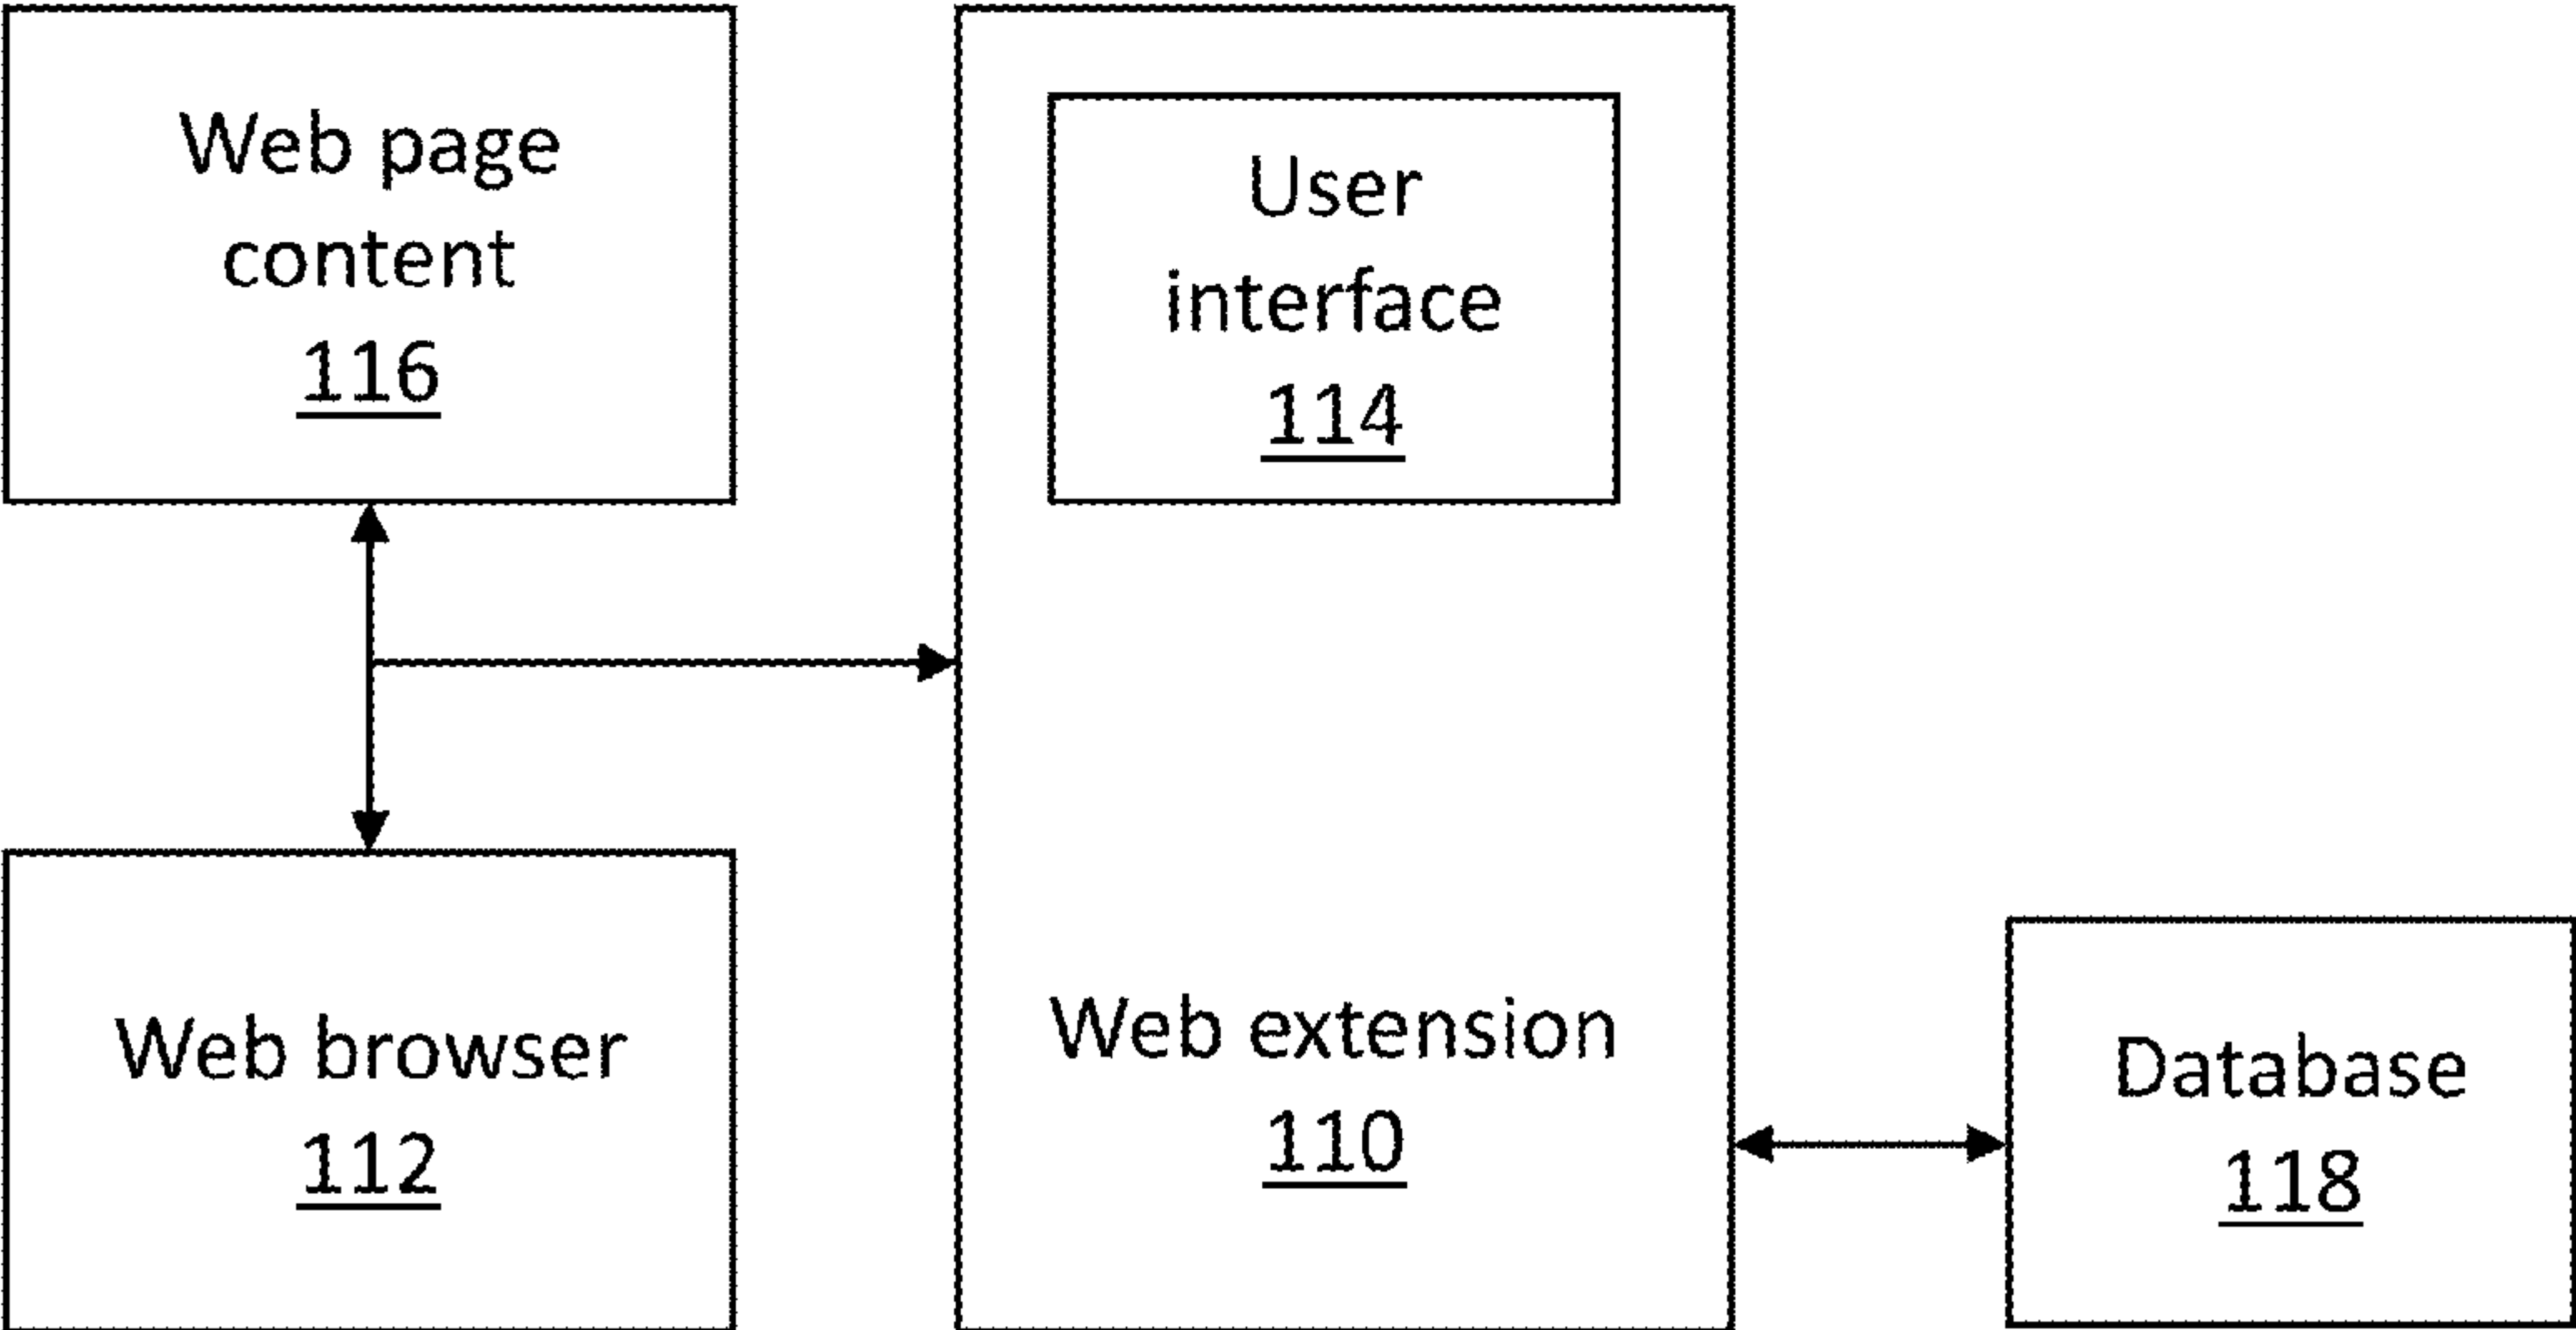 Web page
content
116
User
interface
114
Web browser
112
Web extension
110
Database
118